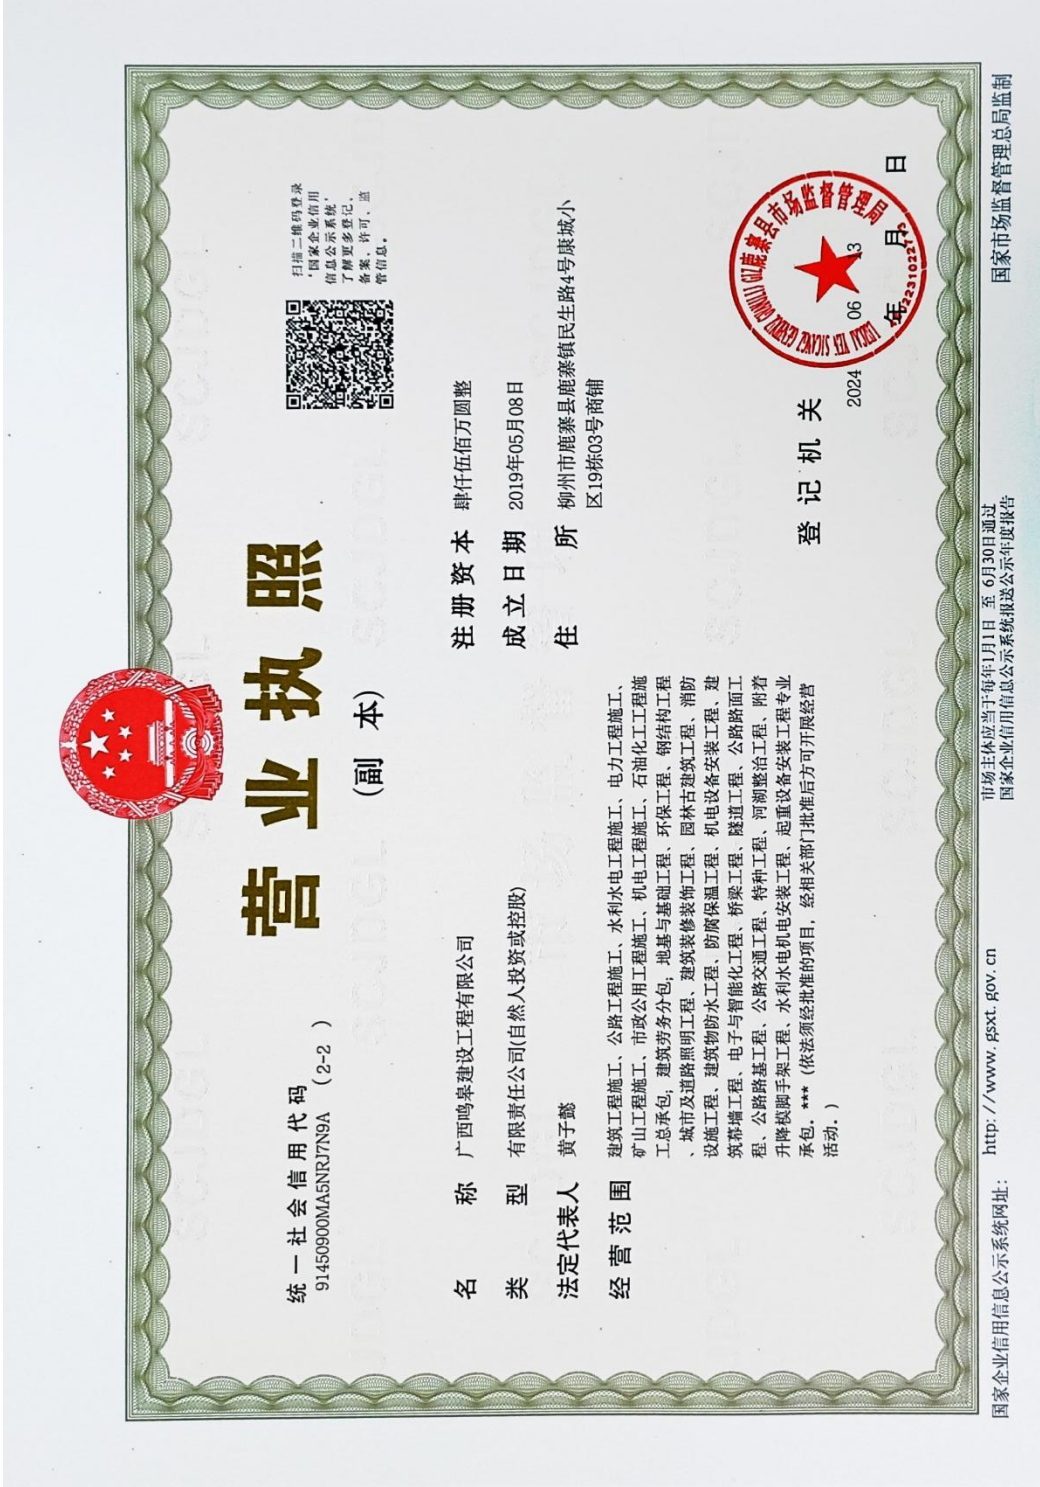 营业执照
(副 本)
统一社会信用代码
91450900MA5NRJ7N9A (2-2 )
扫描二维码登录
'国家企业信用
信息公示系统'
了解更多登记、
备案、许可、监
管信息。
名 称 广西鸣皋建设工程有限公司
类 型 有限责任公司(自然人投资或控股)
法定代表人 黄子懿
经营范围 建筑工程施工、公路工程施工、水利水电工程施工、电力工程施工、
矿山工程施工、市政公用工程施工、机电工程施工、石油化工工程施
工总承包；建筑劳务分包；地基与基础工程、环保工程、钢结构工程
、城市及道路照明工程、建筑装修装饰工程、园林古建筑工程、消防
设施工程、建筑物防水工程、防腐保温工程、机电设备安装工程、建
筑幕墙工程、电子与智能化工程、桥梁工程、隧道工程、公路路面工
程、公路路基工程、公路交通工程、特种工程、河湖整治工程、附着
升降模脚手架工程、水利水电机电安装工程、起重设备安装工程专业
承包。***（依法须经批准的项目，经相关部门批准后方可开展经营
活动。）
注册资本 肆仟伍佰万圆整
成立日期 2019年05月08日
住 所 柳州市鹿寨县鹿寨镇民生路4号康城小
区19栋03号商铺
登记机关
鹿寨县市场监督管理局
2024 年 06 月 13 日
国家企业信用信息公示系统网址： http://www.gsxt.gov.cn
市场主体应当于每年1月1日 至 6月30日通过
国家企业信用信息公示系统报送公示年度报告
国家市场监督管理总局监制